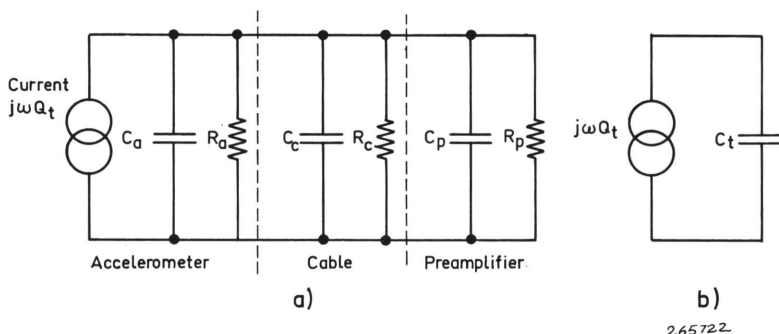 Current
jωQt
Ca
Ra
Cc
Rc
Cp
Rp
Accelerometer
Cable
Preamplifier
a)
jωQt
Ct
b)
265722